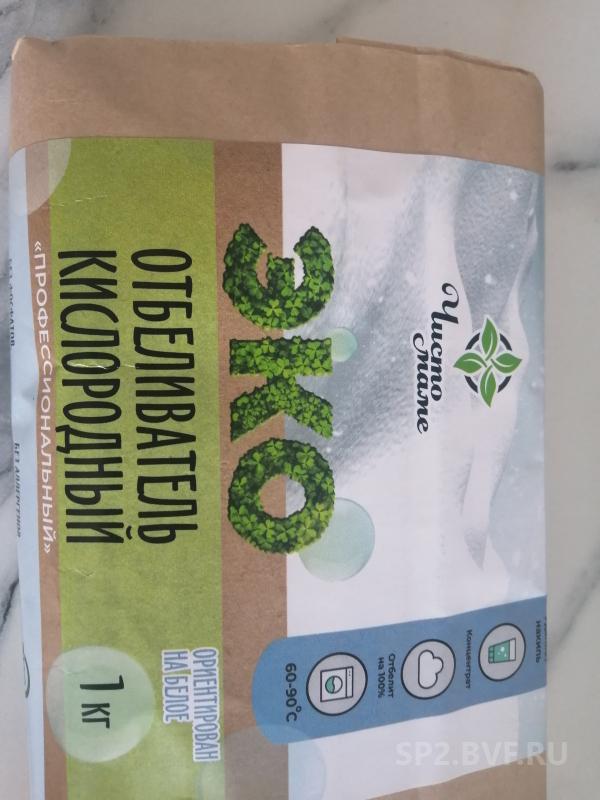 Чисто
маме
ЭКО
ОТБЕЛИВАТЕЛЬ
КИСЛОРОДНЫЙ
«ПРОФЕССИОНАЛЬНЫЙ»
ОРИЕНТИРОВАН
НА БЕЛОЕ
1 КГ
накипь
Концентрат
Отбелит
на 100%
60-90°C
SP2.BVF.RU